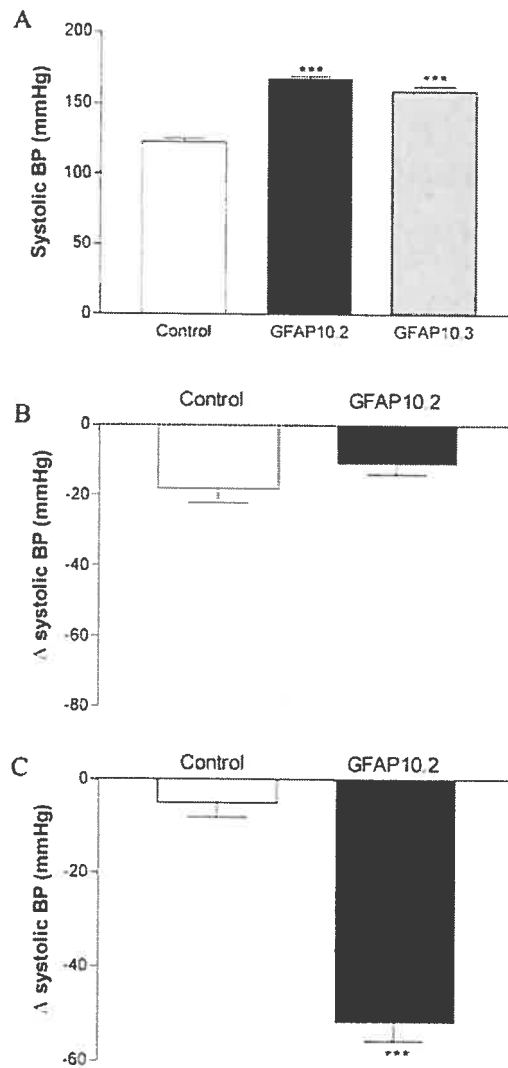 A
Systolic BP (mmHg)
200
150
100
50
0
***
***
Control GFAP10.2 GFAP10.3
B
Control GFAP10.2
Δ systolic BP (mmHg)
0
-20
-40
-60
-80
C
Control GFAP10.2
Δ systolic BP (mmHg)
0
-20
-40
-60
***